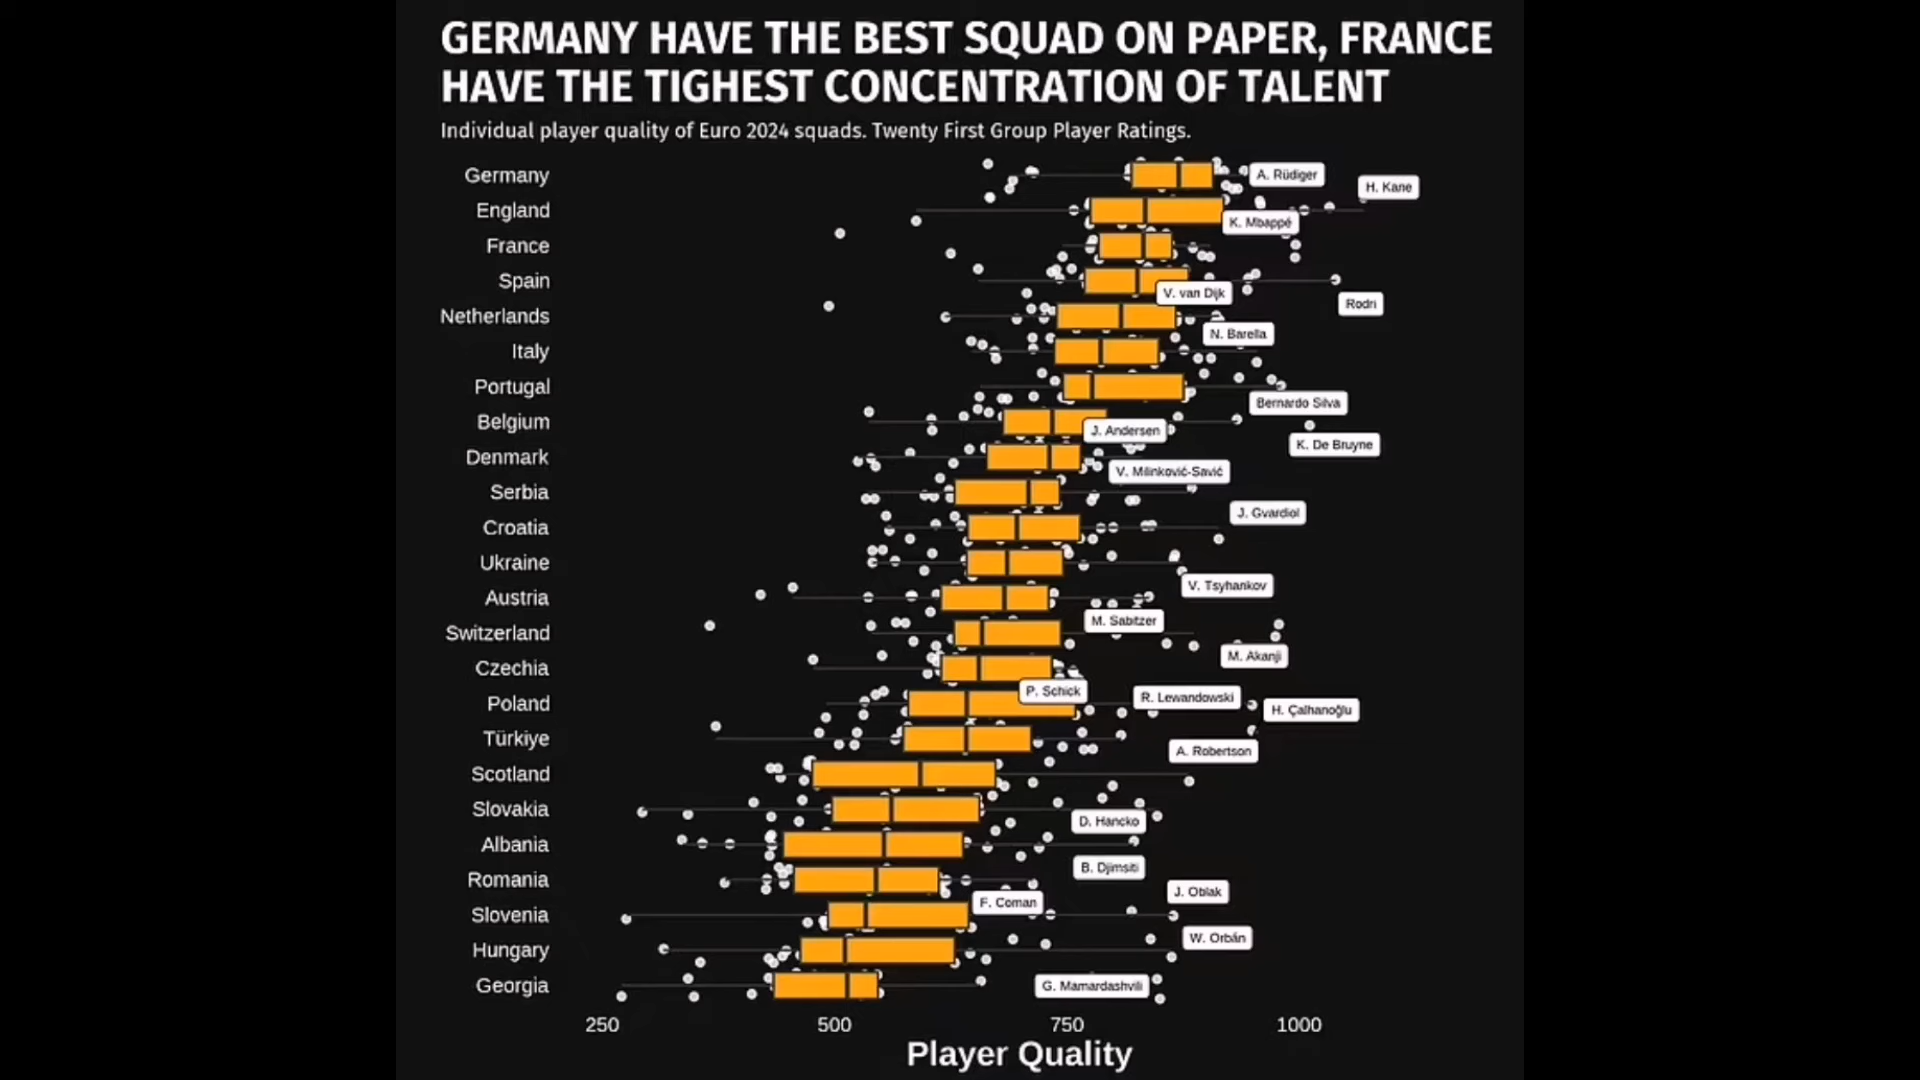 GERMANY HAVE THE BEST SQUAD ON PAPER, FRANCE
HAVE THE TIGHEST CONCENTRATION OF TALENT
Individual player quality of Euro 2024 squads. Twenty First Group Player Ratings.
Germany
A. Rüdiger
H. Kane
England
K. Mbappé
France
Spain
V. van Dijk
Rodri
Netherlands
N. Barella
Italy
Portugal
Bernardo Silva
Belgium
J. Andersen
K. De Bruyne
Denmark
V. Milinković-Savić
Serbia
J. Gvardiol
Croatia
Ukraine
V. Tsyhankov
Austria
M. Sabitzer
Switzerland
M. Akanji
Czechia
P. Schick
R. Lewandowski
Poland
H. Çalhanoğlu
Türkiye
A. Robertson
Scotland
Slovakia
D. Hancko
Albania
B. Djimsiti
Romania
J. Oblak
F. Coman
Slovenia
W. Orbán
Hungary
Georgia
G. Mamardashvili
250 500 750 1000
Player Quality